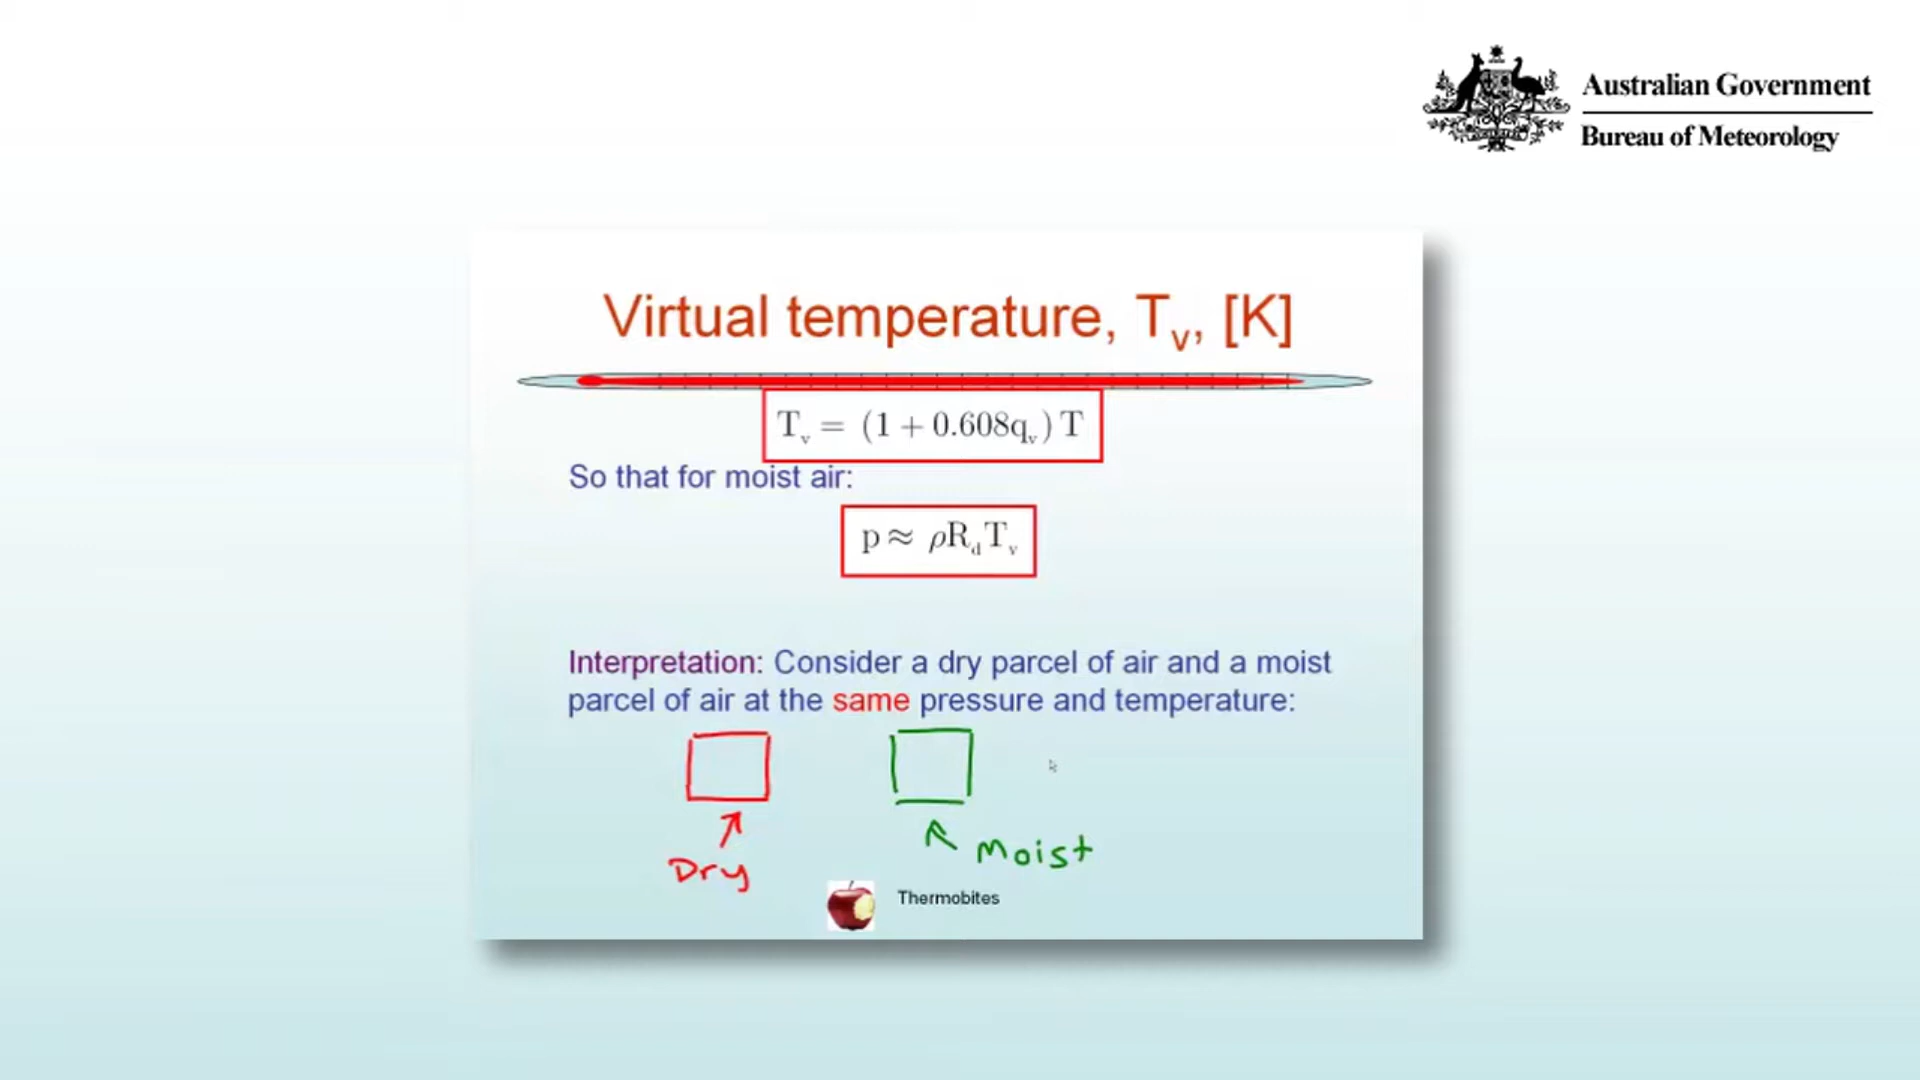 Australian Government
Bureau of Meteorology
Virtual temperature, Tᵥ, [K]
Tᵥ = (1 + 0.608qᵥ) T
So that for moist air:
p ≈ ρR_dTᵥ
Interpretation: Consider a dry parcel of air and a moist
parcel of air at the same pressure and temperature:
Dry
Moist
Thermobites